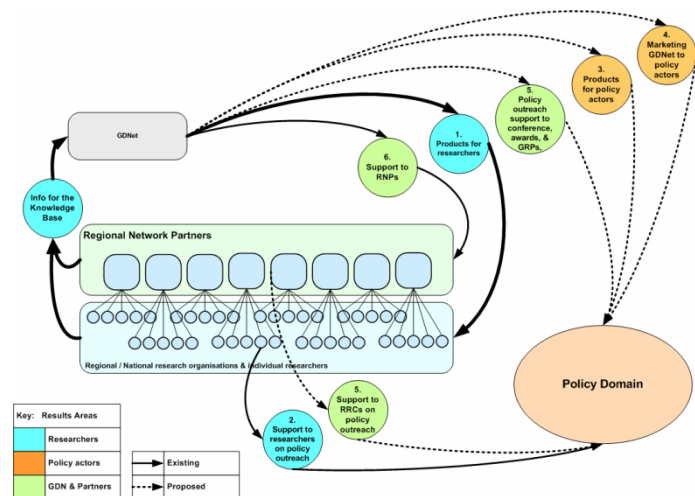 4.
Marketing
GDNet to
policy
actors
3.
Products
for policy
actors
5.
Policy
outreach
support to
conference,
awards, &
GRPs,
1.
Products for
researchers
GDNet
6.
Support to
RNPs
Info for the
Knowledge
Base
Regional Network Partners
Regional / National research organisations & individual researchers
Policy Domain
5.
Support to
RRCs on
policy
outreach
2.
Support to
researchers
on policy
outreach
Key: Results Areas
Researchers
Policy actors
GDN & Partners
Existing
Proposed